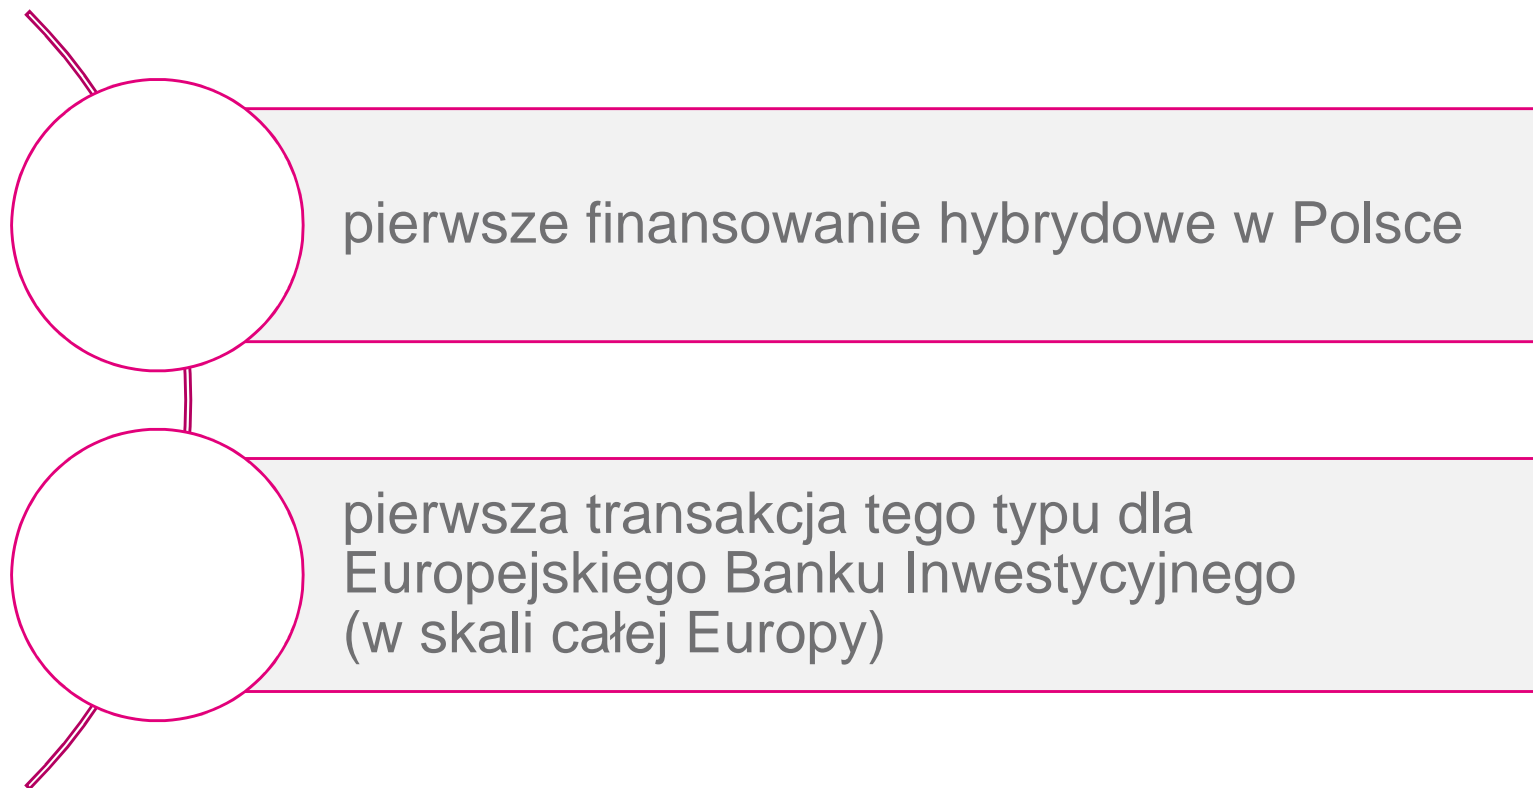 pierwsze finansowanie hybrydowe w Polsce
pierwsza transakcja tego typu dla
Europejskiego Banku Inwestycyjnego
(w skali całej Europy)